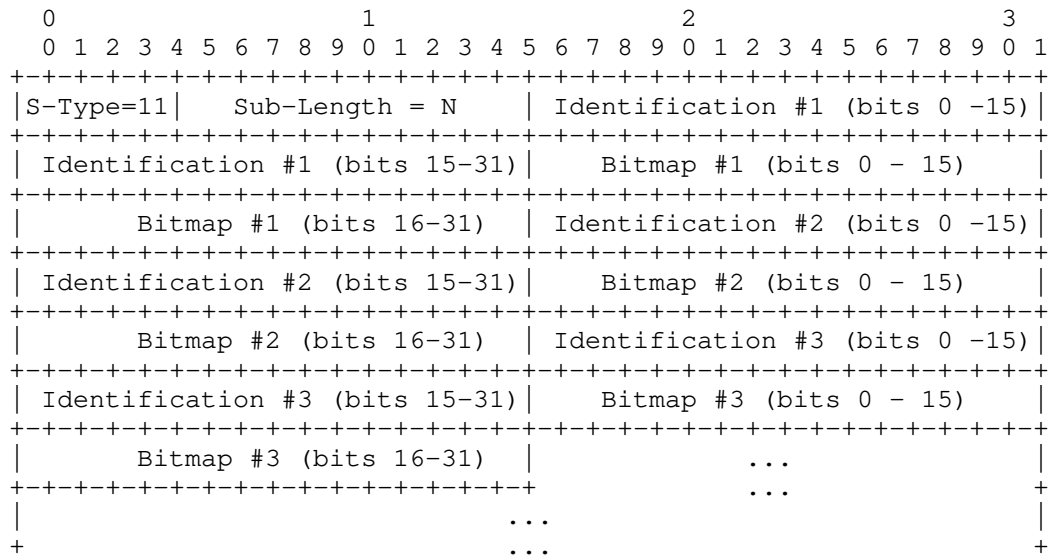 0                   1                   2                   3
 0 1 2 3 4 5 6 7 8 9 0 1 2 3 4 5 6 7 8 9 0 1 2 3 4 5 6 7 8 9 0 1
+-+-+-+-+-+-+-+-+-+-+-+-+-+-+-+-+-+-+-+-+-+-+-+-+-+-+-+-+-+-+-+-+
|S-Type=11|   Sub-Length = N    | Identification #1 (bits 0 -15)|
+-+-+-+-+-+-+-+-+-+-+-+-+-+-+-+-+-+-+-+-+-+-+-+-+-+-+-+-+-+-+-+-+
| Identification #1 (bits 15-31)|    Bitmap #1 (bits 0 - 15)    |
+-+-+-+-+-+-+-+-+-+-+-+-+-+-+-+-+-+-+-+-+-+-+-+-+-+-+-+-+-+-+-+-+
|       Bitmap #1 (bits 16-31)  | Identification #2 (bits 0 -15)|
+-+-+-+-+-+-+-+-+-+-+-+-+-+-+-+-+-+-+-+-+-+-+-+-+-+-+-+-+-+-+-+-+
| Identification #2 (bits 15-31)|    Bitmap #2 (bits 0 - 15)    |
+-+-+-+-+-+-+-+-+-+-+-+-+-+-+-+-+-+-+-+-+-+-+-+-+-+-+-+-+-+-+-+-+
|       Bitmap #2 (bits 16-31)  | Identification #3 (bits 0 -15)|
+-+-+-+-+-+-+-+-+-+-+-+-+-+-+-+-+-+-+-+-+-+-+-+-+-+-+-+-+-+-+-+-+
| Identification #3 (bits 15-31)|    Bitmap #3 (bits 0 - 15)    |
+-+-+-+-+-+-+-+-+-+-+-+-+-+-+-+-+-+-+-+-+-+-+-+-+-+-+-+-+-+-+-+-+
|       Bitmap #3 (bits 16-31)  |             ...               |
+-+-+-+-+-+-+-+-+-+-+-+-+-+-+-+-+             ...               +
|                              ...                              |
+                              ...                              +